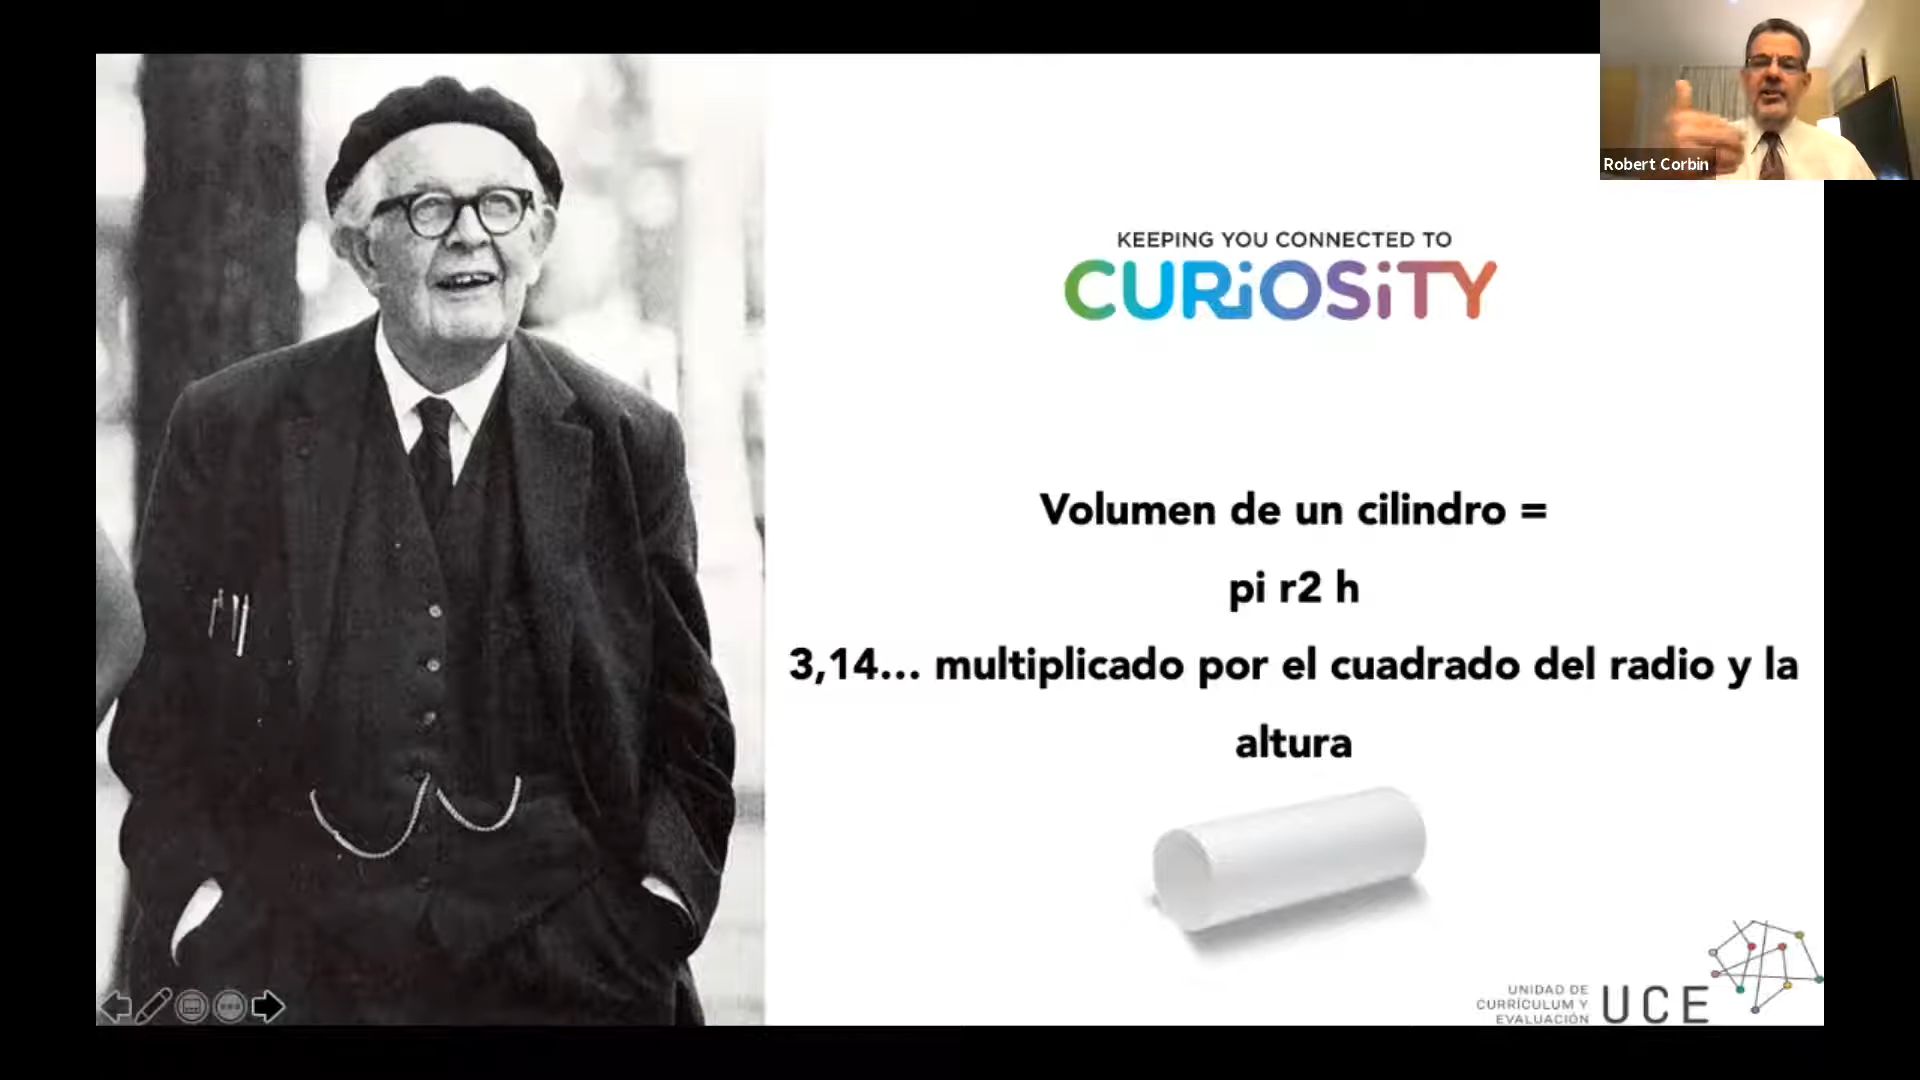 Robert Corbin
KEEPING YOU CONNECTED TO
CURiOSiTY
Volumen de un cilindro =
pi r2 h
3,14... multiplicado por el cuadrado del radio y la
altura
UNIDAD DE
CURRÍCULUM Y
EVALUACIÓN
UCE